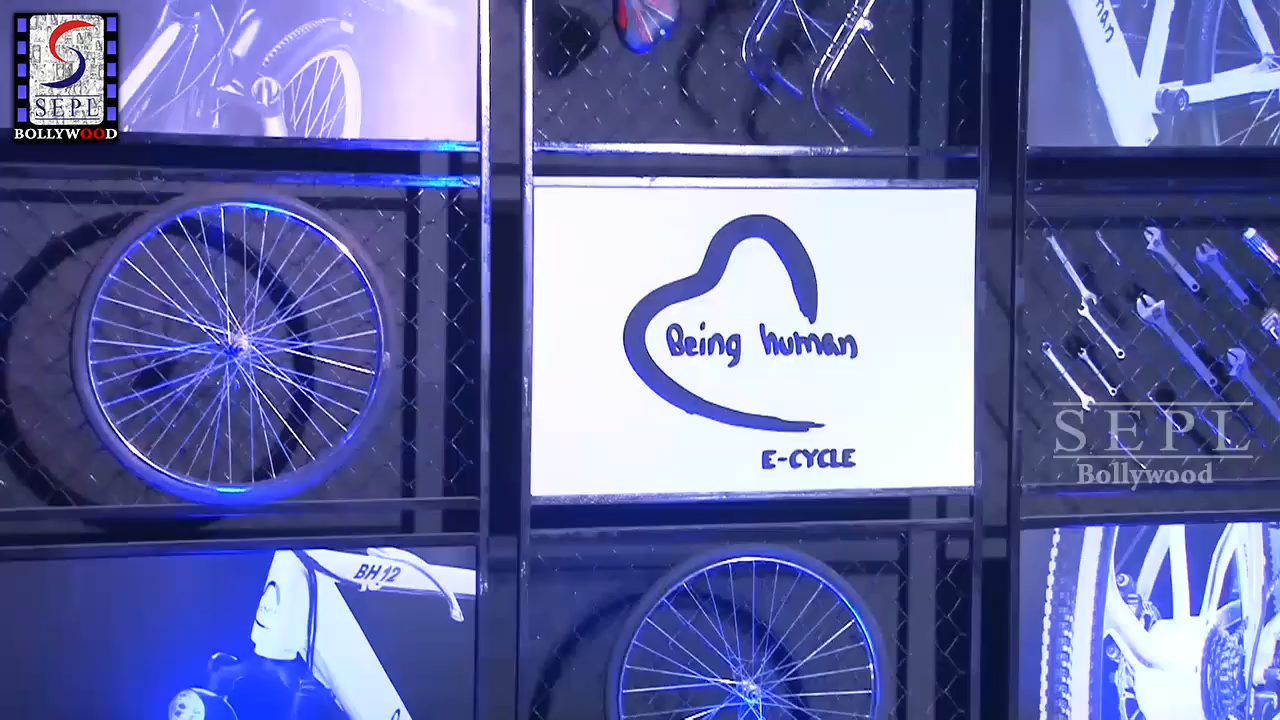 SEPL
BOLLYWOOD
Being human
E-CYCLE
SEPL
Bollywood
BH12